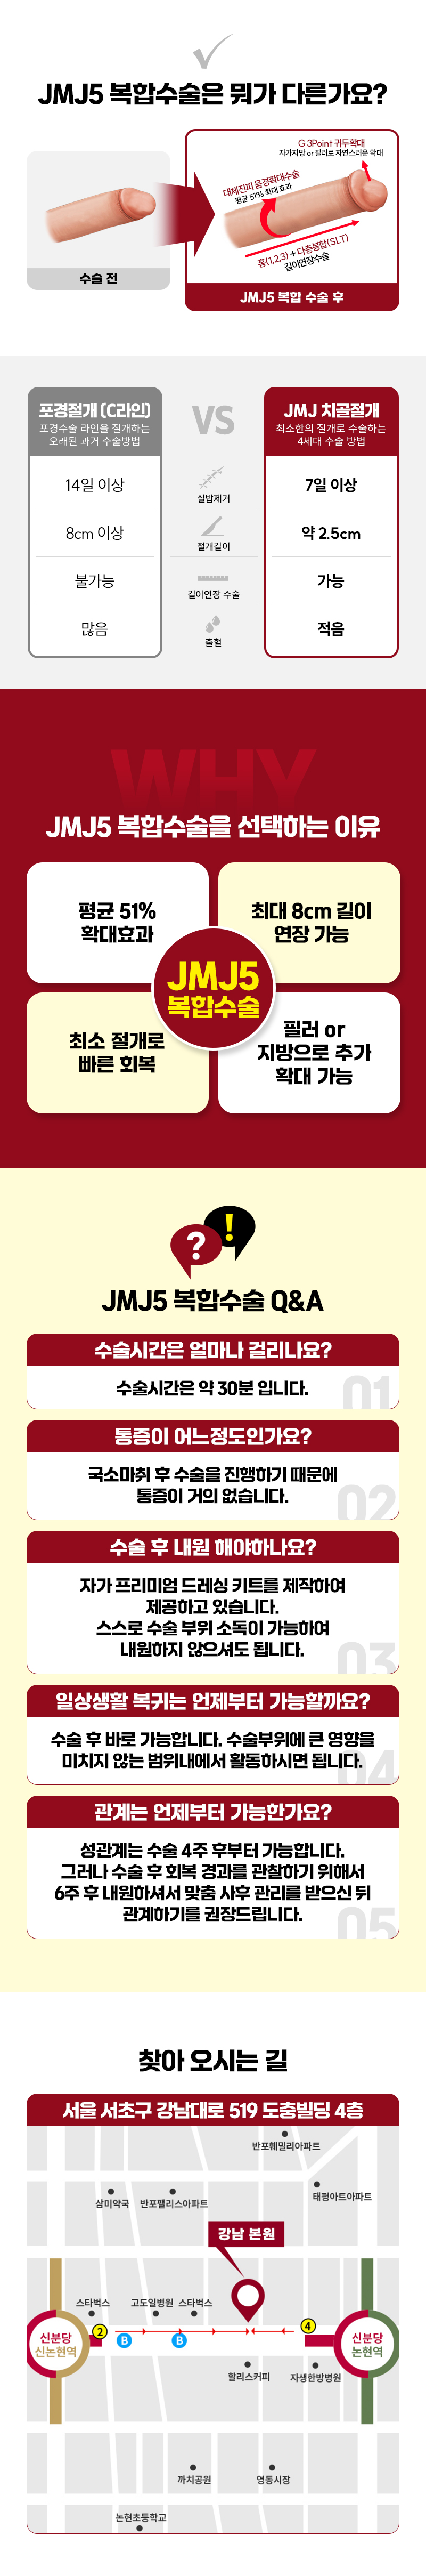 JMJ5 복합수술은 뭐가 다른가요?
수술 전
G 3Point 귀두확대
자가지방 or 필러로 자연스러운 확대
대체진피 음경확대수술
평균 51% 확대 효과
홍(1,2,3) + 다층봉합(SLT)
길이연장수술
JMJ5 복합 수술 후
포경절개 (C라인)
포경수술 라인을 절개하는
오래된 과거 수술방법
VS
JMJ 치골절개
최소한의 절개로 수술하는
4세대 수술 방법
14일 이상
실밥제거
7일 이상
8cm 이상
절개길이
약 2.5cm
불가능
길이연장 수술
가능
많음
출혈
적음
WHY
JMJ5 복합수술을 선택하는 이유
평균 51%
확대효과
최대 8cm 길이
연장 가능
JMJ5
복합수술
최소 절개로
빠른 회복
필러 or
지방으로 추가
확대 가능
?
!
JMJ5 복합수술 Q&A
수술시간은 얼마나 걸리나요?
수술시간은 약 30분 입니다.
01
통증이 어느정도인가요?
국소마취 후 수술을 진행하기 때문에
통증이 거의 없습니다.
02
수술 후 내원 해야하나요?
자가 프리미엄 드레싱 키트를 제작하여
제공하고 있습니다.
스스로 수술 부위 소독이 가능하여
내원하지 않으셔도 됩니다.
03
일상생활 복귀는 언제부터 가능할까요?
수술 후 바로 가능합니다. 수술부위에 큰 영향을
미치지 않는 범위내에서 활동하시면 됩니다.
04
관계는 언제부터 가능한가요?
성관계는 수술 4주 후부터 가능합니다.
그러나 수술 후 회복 경과를 관찰하기 위해서
6주 후 내원하셔서 맞춤 사후 관리를 받으신 뒤
관계하기를 권장드립니다.
05
찾아 오시는 길
서울 서초구 강남대로 519 도충빌딩 4층
반포훼밀리아파트
삼미약국
반포팰리스아파트
태평아트아파트
강남 본원
스타벅스
고도일병원
스타벅스
2
4
B
B
신분당
신논현역
신분당
논현역
할리스커피
자생한방병원
까치공원
영동시장
논현초등학교